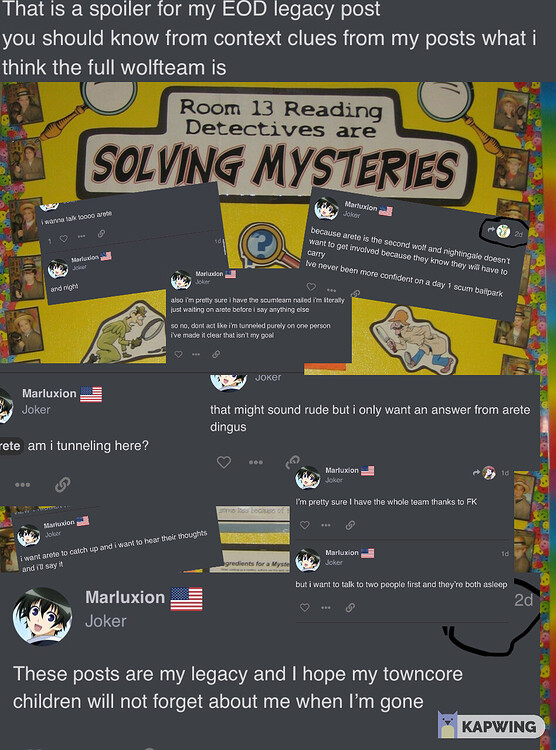 That is a spoiler for my EOD legacy post
you should know from context clues from my posts what i
think the full wolfteam is
Room 13 Reading
Detectives are
SOLVING MYSTERIES
i wanna talk toooo arete
1
1d
Marluxion
Joker
and night
Marluxion
Joker
also i'm pretty sure i have the scumteam nailed i'm literally
just waiting on arete before i say anything else
so no, dont act like i'm tunneled purely on one person
i've made it clear that isn't my goal
Marluxion
Joker
2d
because arete is the second wolf and nightingale doesn't
want to get involved because they know they will have to
carry
Ive never been more confident on a day 1 scum ballpark
Marluxion
Joker
rete am i tunneling here?
Joker
that might sound rude but i only want an answer from arete
dingus
Marluxion
Joker
1d
I'm pretty sure I have the whole team thanks to FK
Marluxion
Joker
1d
but i want to talk to two people first and they're both asleep
Marluxion
Joker
i want arete to catch up and i want to hear their thoughts
and i'll say it
gredients for a Myste
Marluxion
Joker
2d
These posts are my legacy and I hope my towncore
children will not forget about me when I'm gone
KAPWING